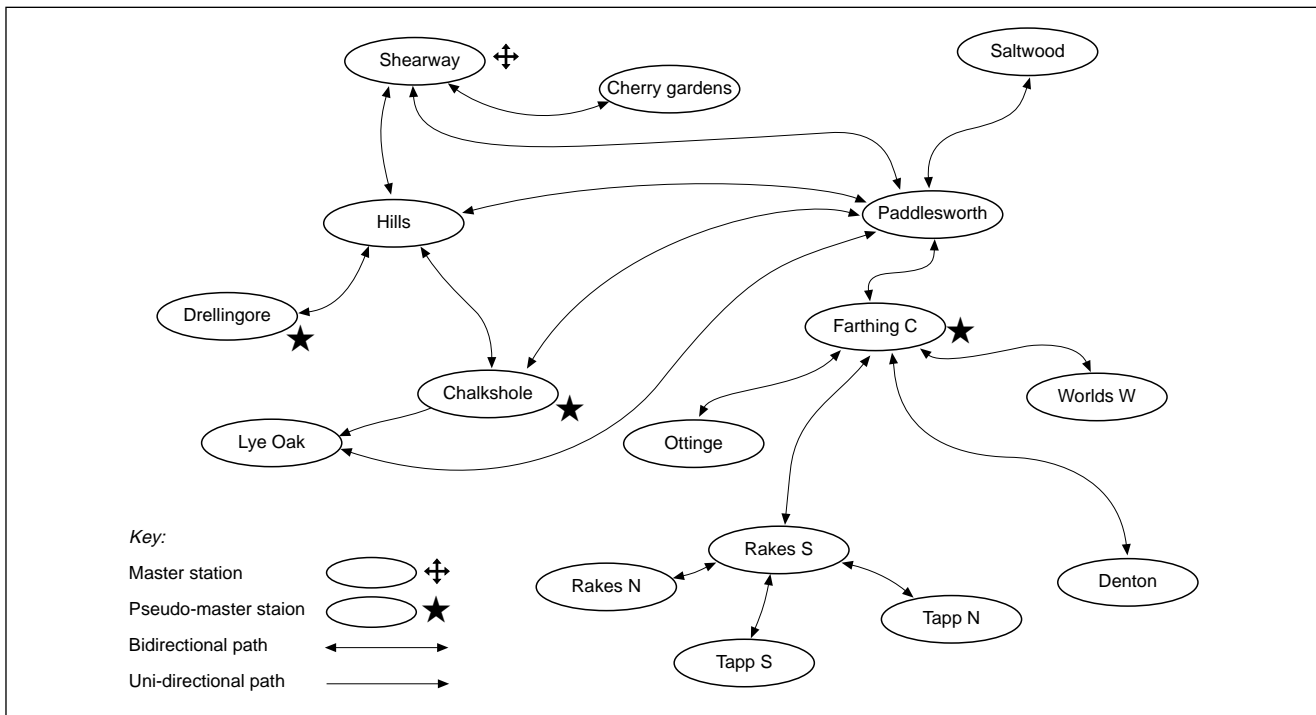 Shearway
Saltwood
Cherry gardens
Hills
Paddlesworth
Drellingore
Farthing C
Chalkshole
Worlds W
Lye Oak
Ottinge
Key:
Master station
Pseudo-master staion
Bidirectional path
Uni-directional path
Rakes S
Rakes N
Denton
Tapp N
Tapp S